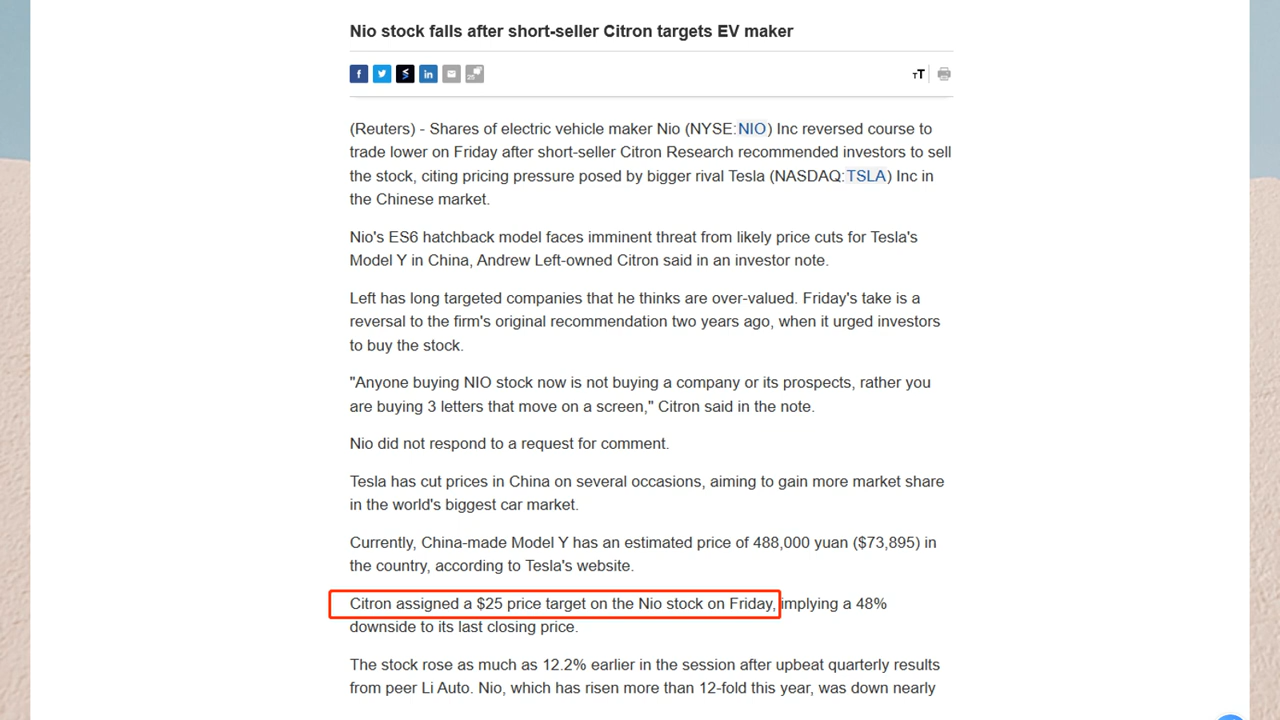 Nio stock falls after short-seller Citron targets EV maker
(Reuters) - Shares of electric vehicle maker Nio (NYSE:NIO) Inc reversed course to
trade lower on Friday after short-seller Citron Research recommended investors to sell
the stock, citing pricing pressure posed by bigger rival Tesla (NASDAQ:TSLA) Inc in
the Chinese market.
Nio's ES6 hatchback model faces imminent threat from likely price cuts for Tesla's
Model Y in China, Andrew Left-owned Citron said in an investor note.
Left has long targeted companies that he thinks are over-valued. Friday's take is a
reversal to the firm's original recommendation two years ago, when it urged investors
to buy the stock.
"Anyone buying NIO stock now is not buying a company or its prospects, rather you
are buying 3 letters that move on a screen," Citron said in the note.
Nio did not respond to a request for comment.
Tesla has cut prices in China on several occasions, aiming to gain more market share
in the world's biggest car market.
Currently, China-made Model Y has an estimated price of 488,000 yuan ($73,895) in
the country, according to Tesla's website.
Citron assigned a $25 price target on the Nio stock on Friday, implying a 48%
downside to its last closing price.
The stock rose as much as 12.2% earlier in the session after upbeat quarterly results
from peer Li Auto. Nio, which has risen more than 12-fold this year, was down nearly